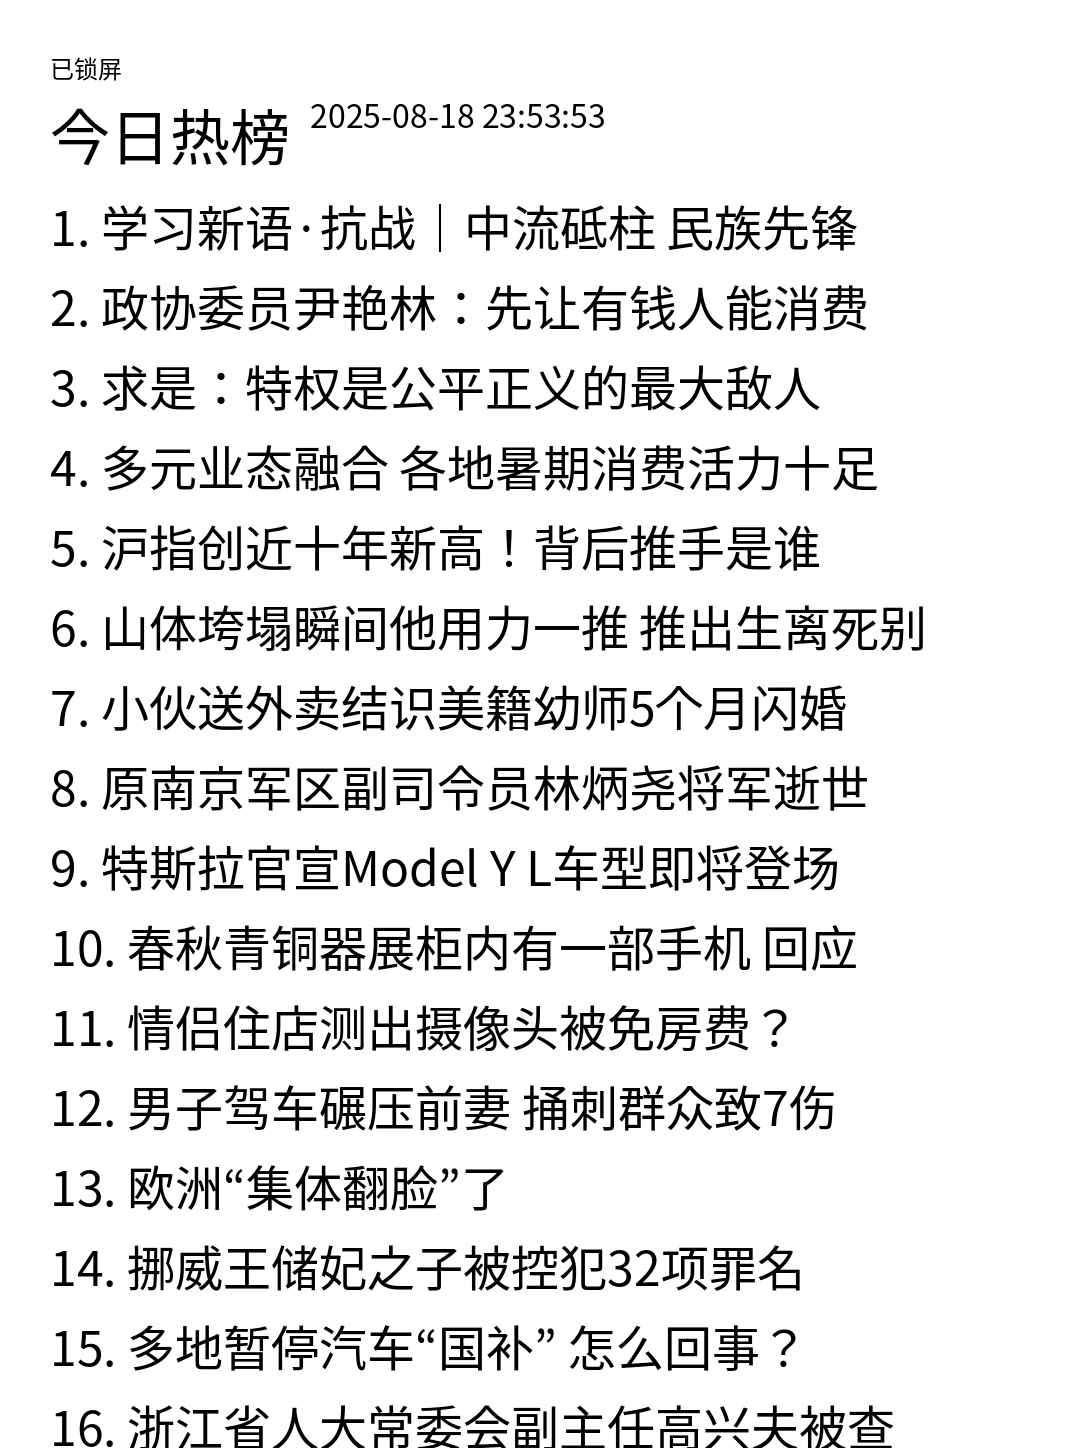 已锁屏
今日热榜 2025-08-18 23:53:53
1. 学习新语·抗战｜中流砥柱 民族先锋
2. 政协委员尹艳林：先让有钱人能消费
3. 求是：特权是公平正义的最大敌人
4. 多元业态融合 各地暑期消费活力十足
5. 沪指创近十年新高！背后推手是谁
6. 山体垮塌瞬间他用力一推 推出生离死别
7. 小伙送外卖结识美籍幼师5个月闪婚
8. 原南京军区副司令员林炳尧将军逝世
9. 特斯拉官宣Model Y L车型即将登场
10. 春秋青铜器展柜内有一部手机 回应
11. 情侣住店测出摄像头被免房费？
12. 男子驾车碾压前妻 捅刺群众致7伤
13. 欧洲“集体翻脸”了
14. 挪威王储妃之子被控犯32项罪名
15. 多地暂停汽车“国补” 怎么回事？
16. 浙江省人大常委会副主任高兴夫被查